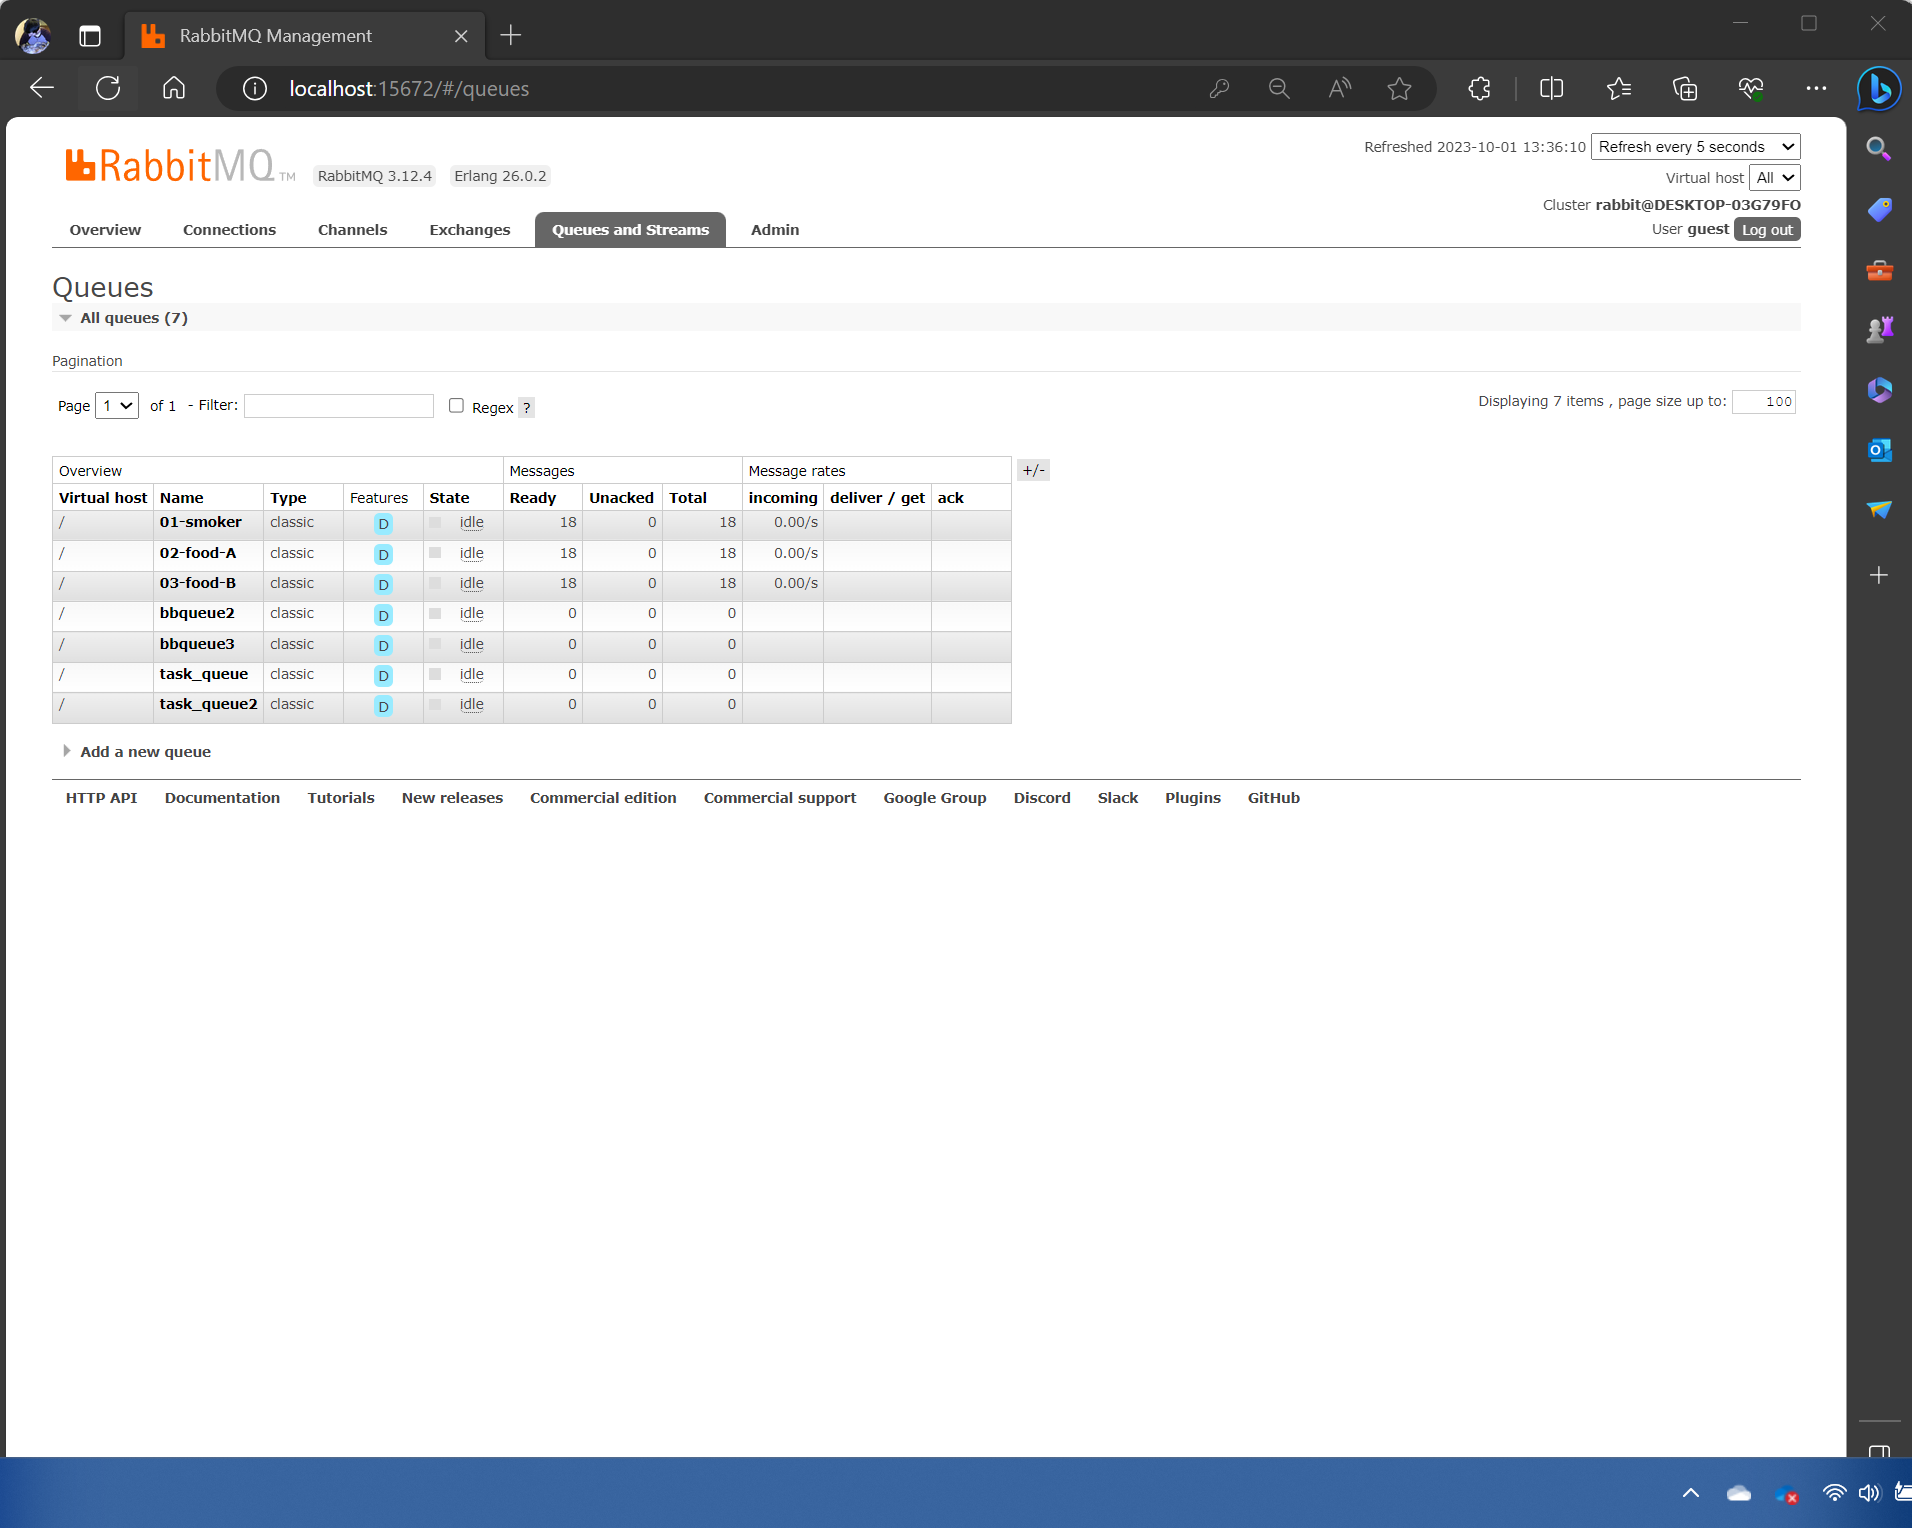 RabbitMQ Management
localhost:15672/#/queues
RabbitMQ TM RabbitMQ 3.12.4 Erlang 26.0.2
Refreshed 2023-10-01 13:36:10 Refresh every 5 seconds
Virtual host All
Cluster rabbit@DESKTOP-03G79FO
User guest Log out
Overview Connections Channels Exchanges Queues and Streams Admin
Queues
All queues (7)
Pagination
Page 1 of 1 - Filter: Regex ?
Displaying 7 items , page size up to: 100
Overview Messages Message rates +/-
Virtual host Name Type Features State Ready Unacked Total incoming deliver / get ack
/ 01-smoker classic D idle 18 0 18 0.00/s
/ 02-food-A classic D idle 18 0 18 0.00/s
/ 03-food-B classic D idle 18 0 18 0.00/s
/ bbqueue2 classic D idle 0 0 0
/ bbqueue3 classic D idle 0 0 0
/ task_queue classic D idle 0 0 0
/ task_queue2 classic D idle 0 0 0
Add a new queue
HTTP API Documentation Tutorials New releases Commercial edition Commercial support Google Group Discord Slack Plugins GitHub